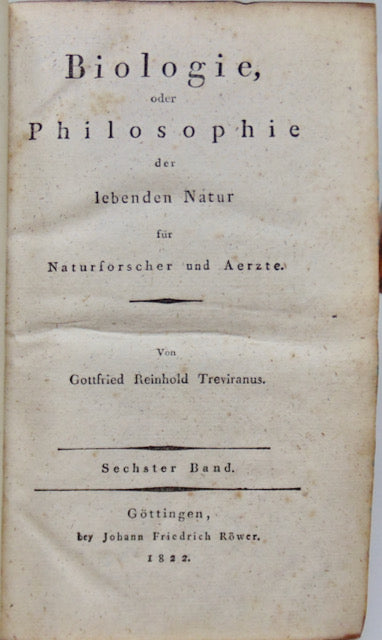 Biologie,
oder
Philosophie
der
lebenden Natur
für
Naturforscher und Aerzte.
Von
Gottfried Reinhold Treviranus.
Sechster Band.
Göttingen,
bey Johann Friedrich Röwer.
1822.